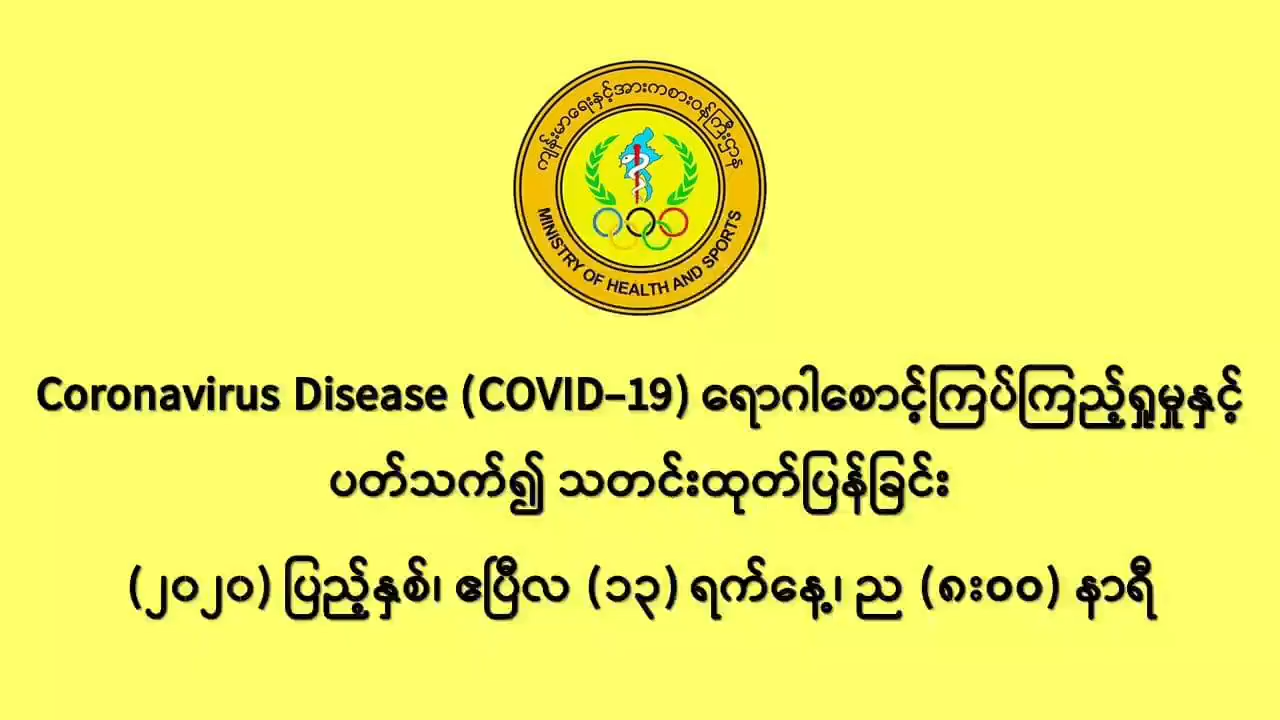 ကျန်းမာရေးနှင့်အားကစားဝန်ကြီးဌာန
MINISTRY OF HEALTH AND SPORTS
Coronavirus Disease (COVID-19) ရောဂါစောင့်ကြပ်ကြည့်ရှုမှုနှင့်
ပတ်သက်၍ သတင်းထုတ်ပြန်ခြင်း
(၂၀၂၀) ပြည့်နှစ်၊ ဧပြီလ (၁၃) ရက်နေ့၊ ည (၈း၀၀) နာရီ